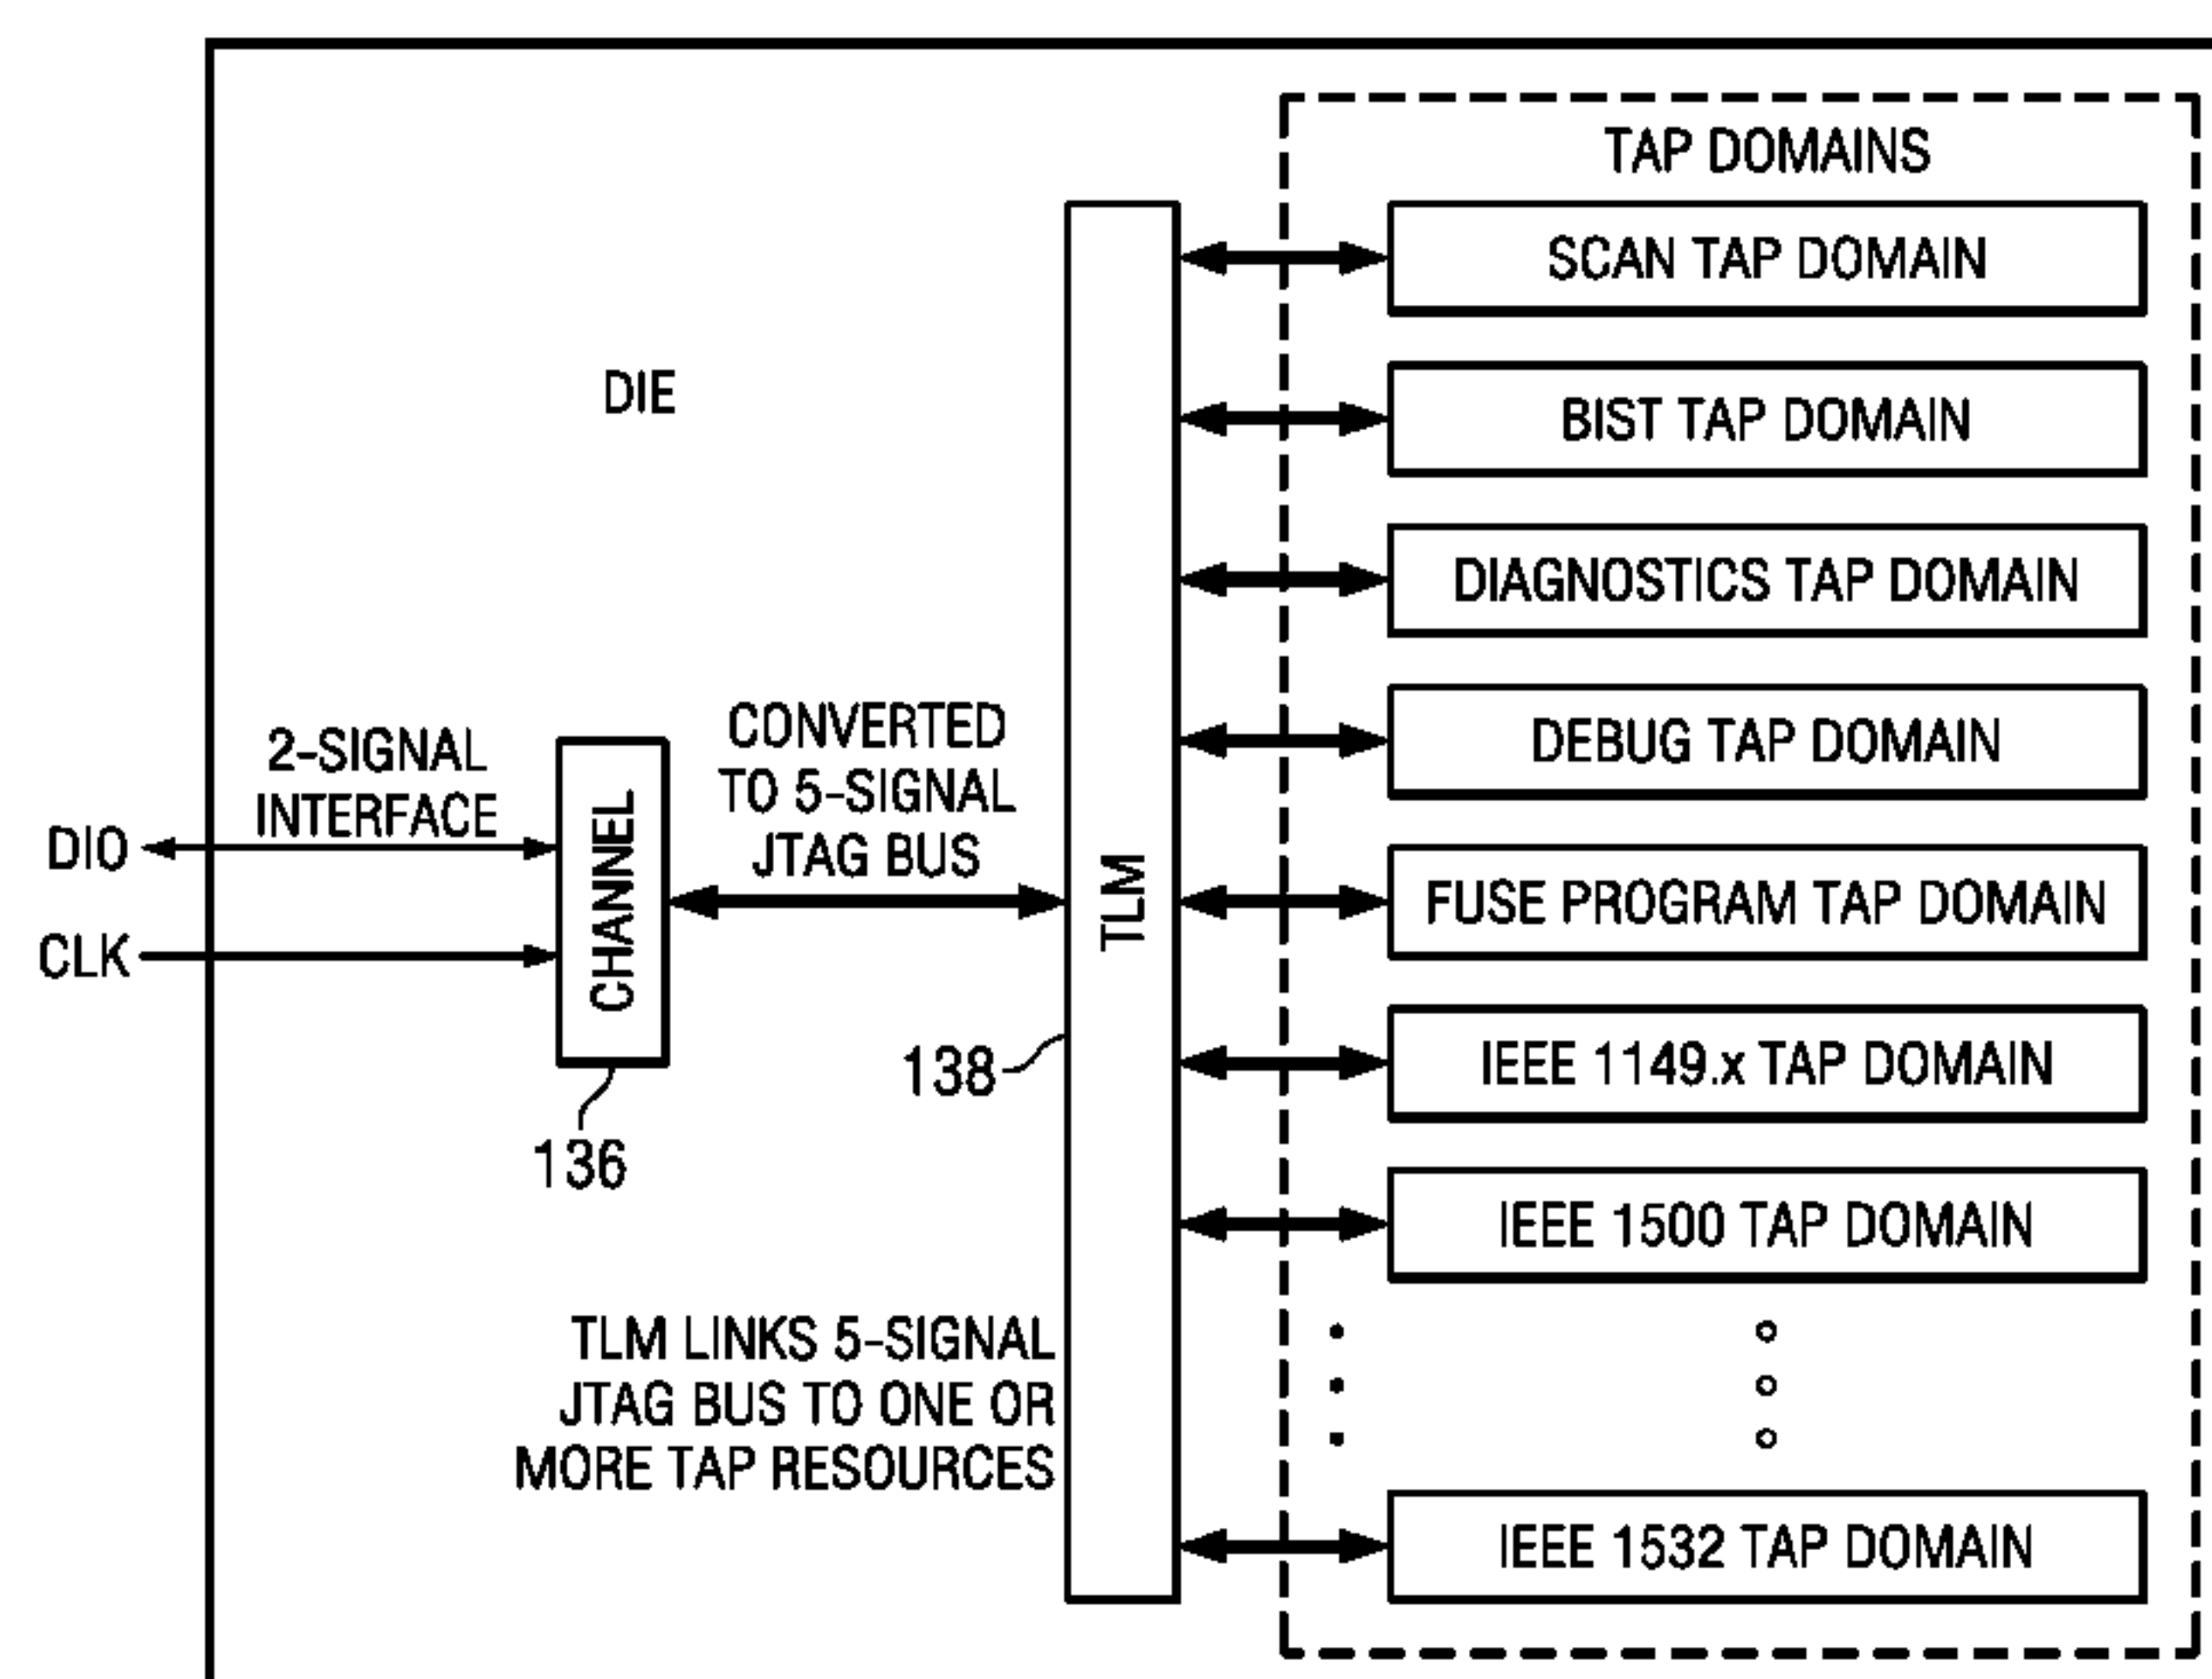 TAP DOMAINS
SCAN TAP DOMAIN
DIE
BIST TAP DOMAIN
DIAGNOSTICS TAP DOMAIN
DEBUG TAP DOMAIN
2-SIGNAL
INTERFACE
CONVERTED
TO 5-SIGNAL
JTAG BUS
DIO
CLK
CHANNEL
136
TLM
138
FUSE PROGRAM TAP DOMAIN
IEEE 1149.x TAP DOMAIN
IEEE 1500 TAP DOMAIN
TLM LINKS 5-SIGNAL
JTAG BUS TO ONE OR
MORE TAP RESOURCES
IEEE 1532 TAP DOMAIN